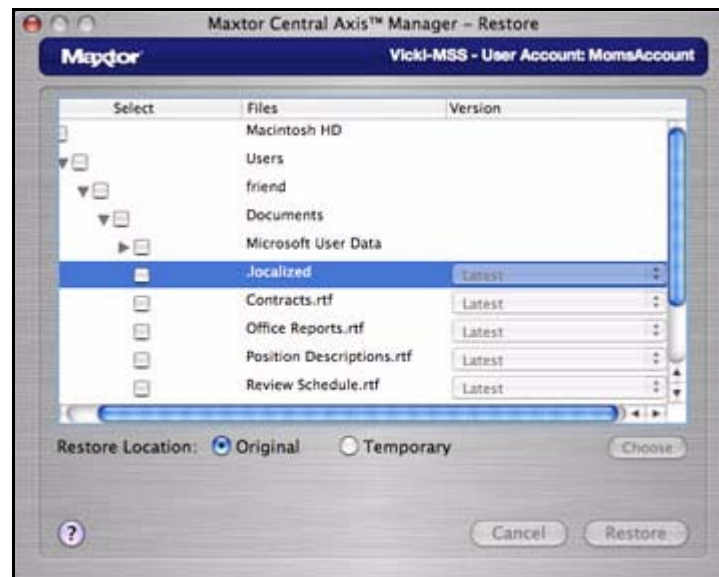 Maxtor Central Axis™ Manager – Restore
Maxtor
Vicki-MSS - User Account: MomsAccount
Select Files Version
Macintosh HD
Users
friend
Documents
Microsoft User Data
.localized Latest
Contracts.rtf Latest
Office Reports.rtf Latest
Position Descriptions.rtf Latest
Review Schedule.rtf Latest
Restore Location: Original Temporary Choose
? Cancel Restore